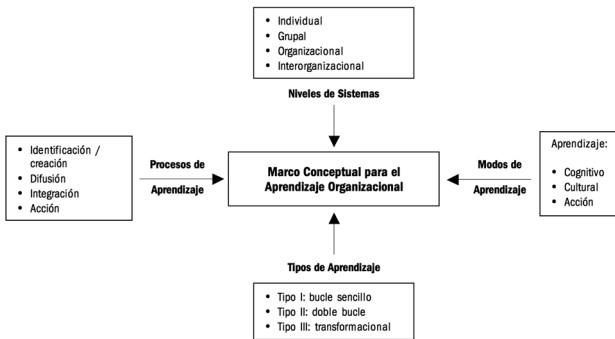 • Individual
• Grupal
• Organizacional
• Interorganizacional
Niveles de Sistemas
• Identificación /
creación
• Difusión
• Integración
• Acción
Procesos de
Aprendizaje
Marco Conceptual para el
Aprendizaje Organizacional
Modos de
Aprendizaje
Aprendizaje:
• Cognitivo
• Cultural
• Acción
Tipos de Aprendizaje
• Tipo I: bucle sencillo
• Tipo II: doble bucle
• Tipo III: transformacional